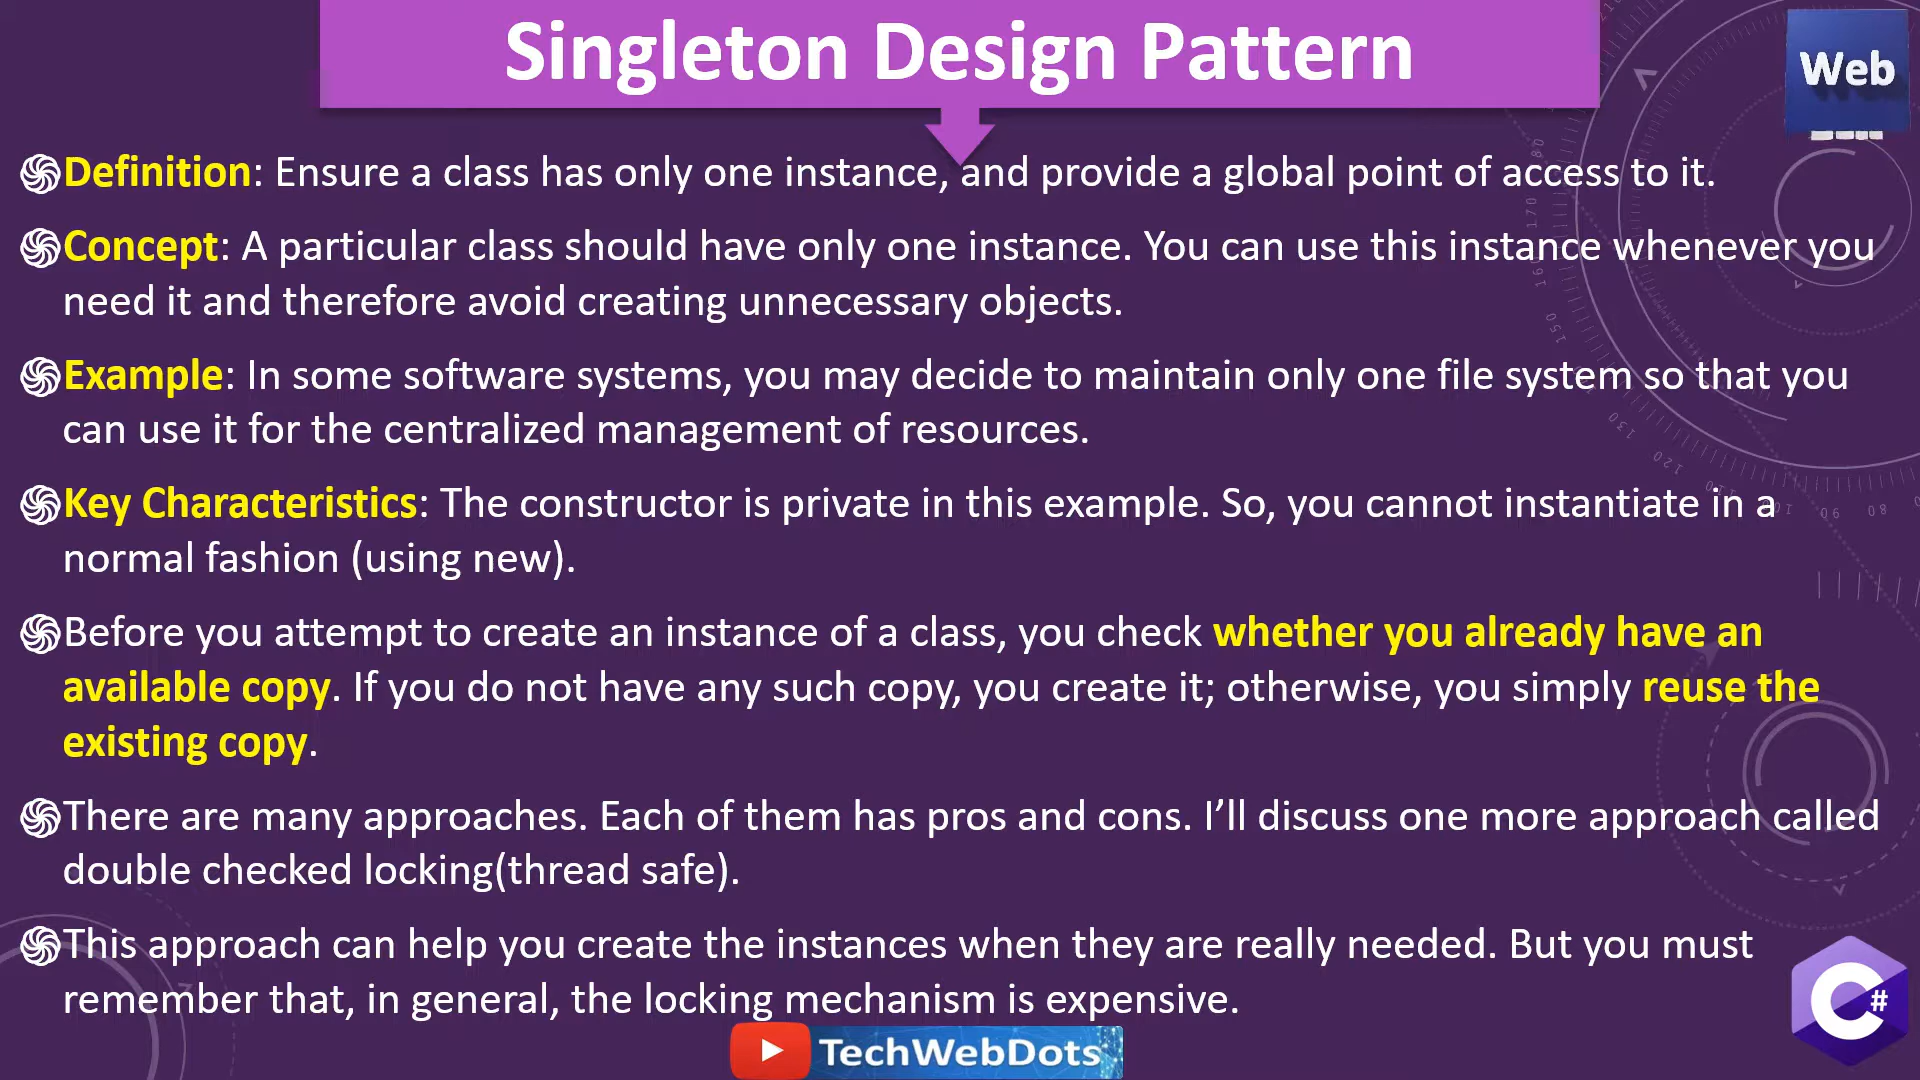 Singleton Design Pattern
Web
Definition: Ensure a class has only one instance, and provide a global point of access to it.
Concept: A particular class should have only one instance. You can use this instance whenever you
need it and therefore avoid creating unnecessary objects.
Example: In some software systems, you may decide to maintain only one file system so that you
can use it for the centralized management of resources.
Key Characteristics: The constructor is private in this example. So, you cannot instantiate in a
normal fashion (using new).
Before you attempt to create an instance of a class, you check whether you already have an
available copy. If you do not have any such copy, you create it; otherwise, you simply reuse the
existing copy.
There are many approaches. Each of them has pros and cons. I’ll discuss one more approach called
double checked locking(thread safe).
This approach can help you create the instances when they are really needed. But you must
remember that, in general, the locking mechanism is expensive.
C#
TechWebDots
180
170
160
150
130
120
90
80